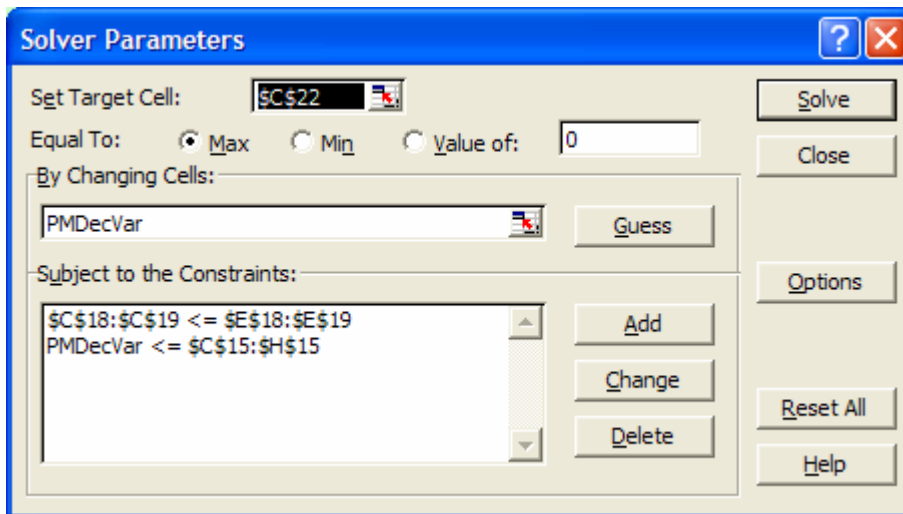 Solver Parameters
Set Target Cell: $C$22
Solve
Equal To: Max Min Value of: 0
Close
By Changing Cells:
PMDecVar
Guess
Subject to the Constraints:
Options
$C$18:$C$19 <= $E$18:$E$19
PMDecVar <= $C$15:$H$15
Add
Change
Delete
Reset All
Help